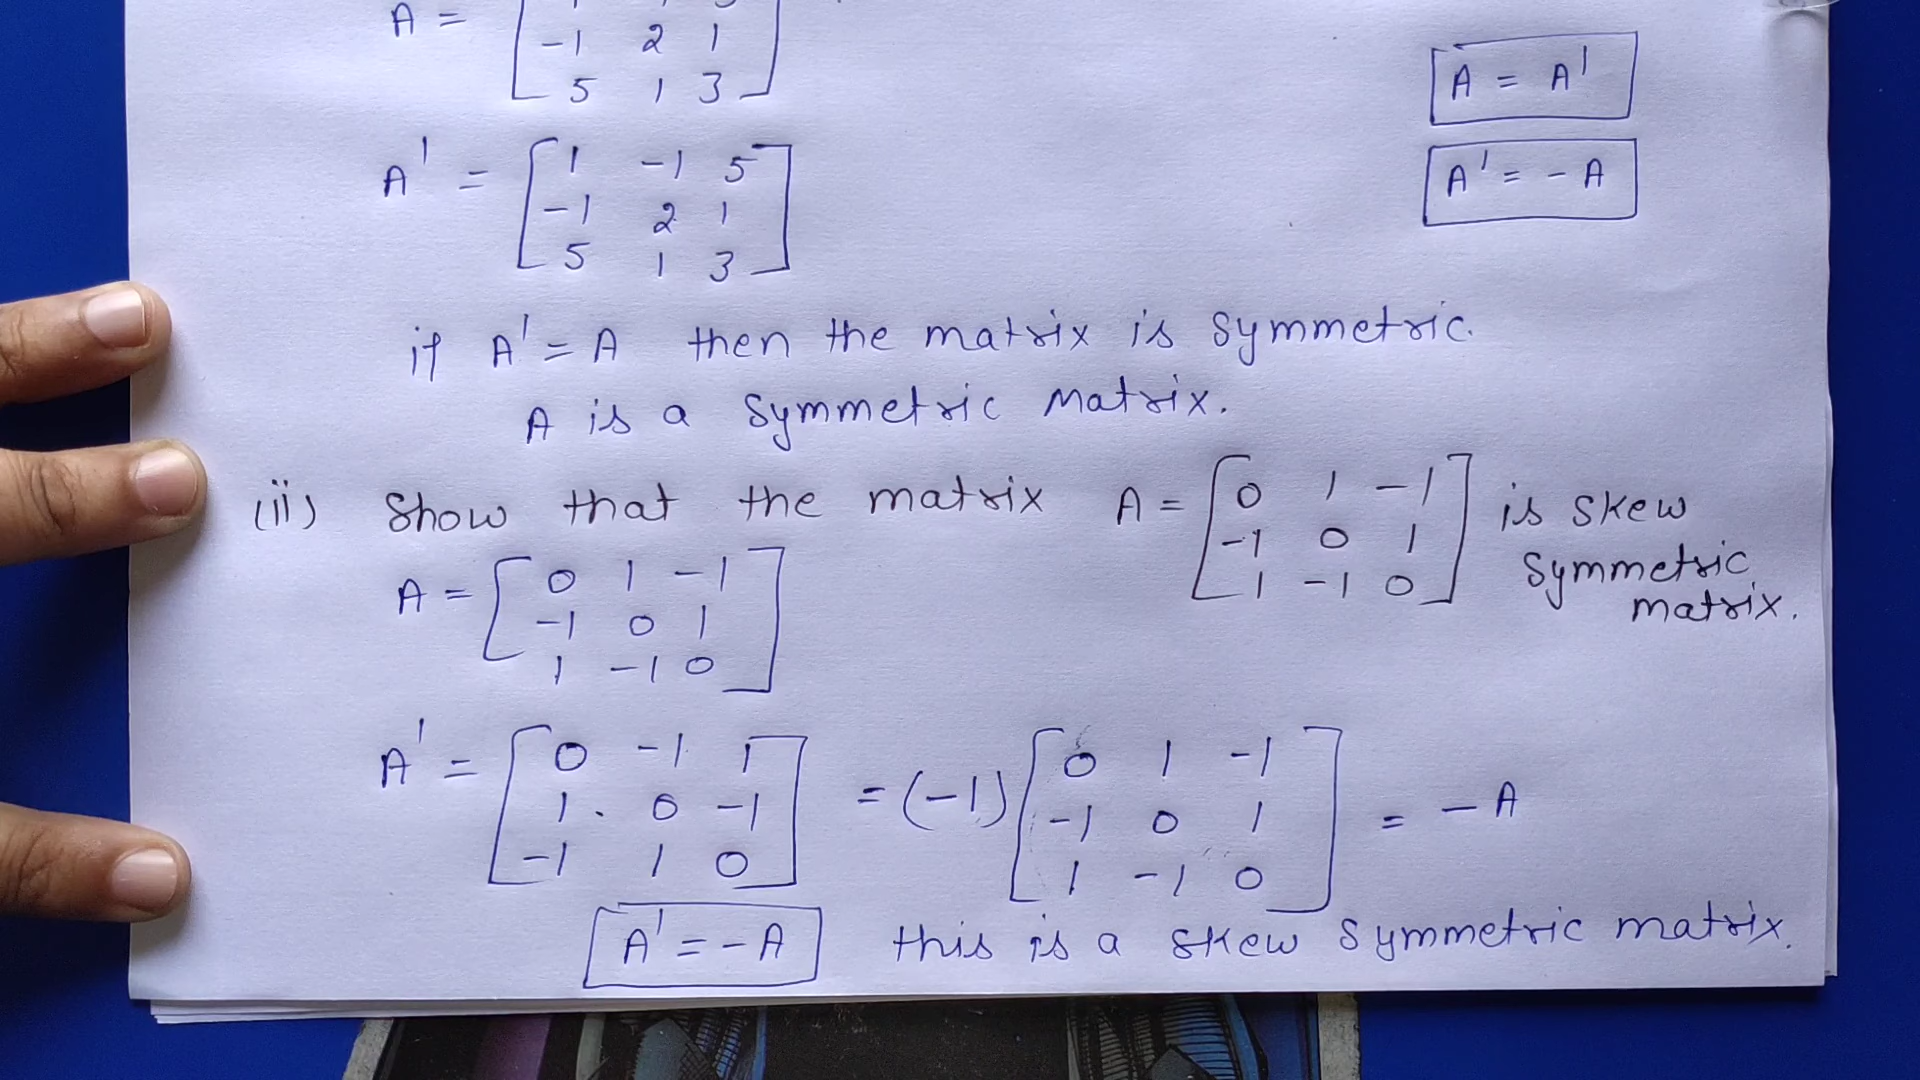 A =
-1 2 1
5 1 3
A = A'
A' = -A
A' = [1 -1 5
-1 2 1
5 1 3]
if A' = A then the matrix is symmetric.
A is a symmetric matrix.
(ii) Show that the matrix A = [0 1 -1
-1 0 1
1 -1 0] is skew
symmetric
matrix.
A = [0 1 -1
-1 0 1
1 -1 0]
A' = [0 -1 1
1 . 0 -1
-1 1 0] = (-1) [0 1 -1
-1 0 1
1 -1 0] = -A
A' = -A this is a skew symmetric matrix.